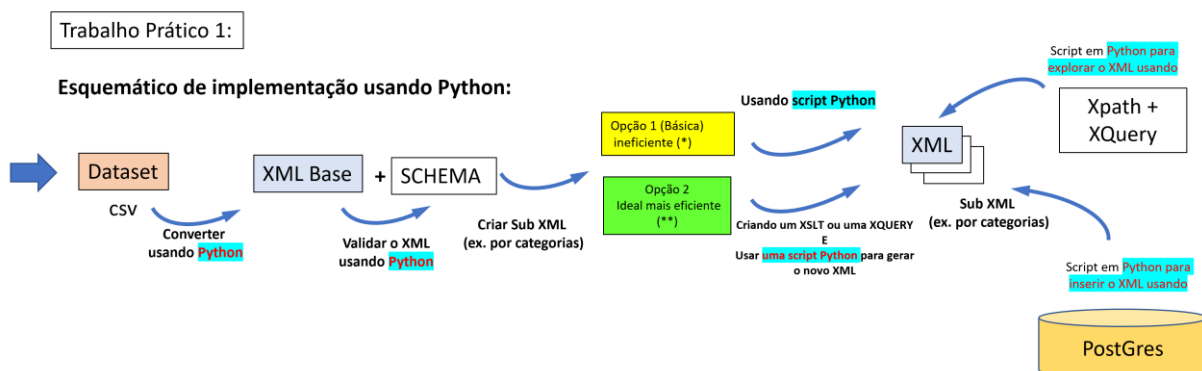 Trabalho Prático 1:
Esquemático de implementação usando Python:
Dataset
CSV
Converter
usando Python
XML Base
+
SCHEMA
Validar o XML
usando Python
Criar Sub XML
(ex. por categorias)
Opção 1 (Básica)
ineficiente (*)
Opção 2
Ideal mais eficiente
(**)
Usando script Python
Criando um XSLT ou uma XQUERY
E
Usar uma script Python para gerar
o novo XML
XML
Sub XML
(ex. por categorias)
Script em Python para
explorar o XML usando
Xpath +
XQuery
Script em Python para
inserir o XML usando
PostGres